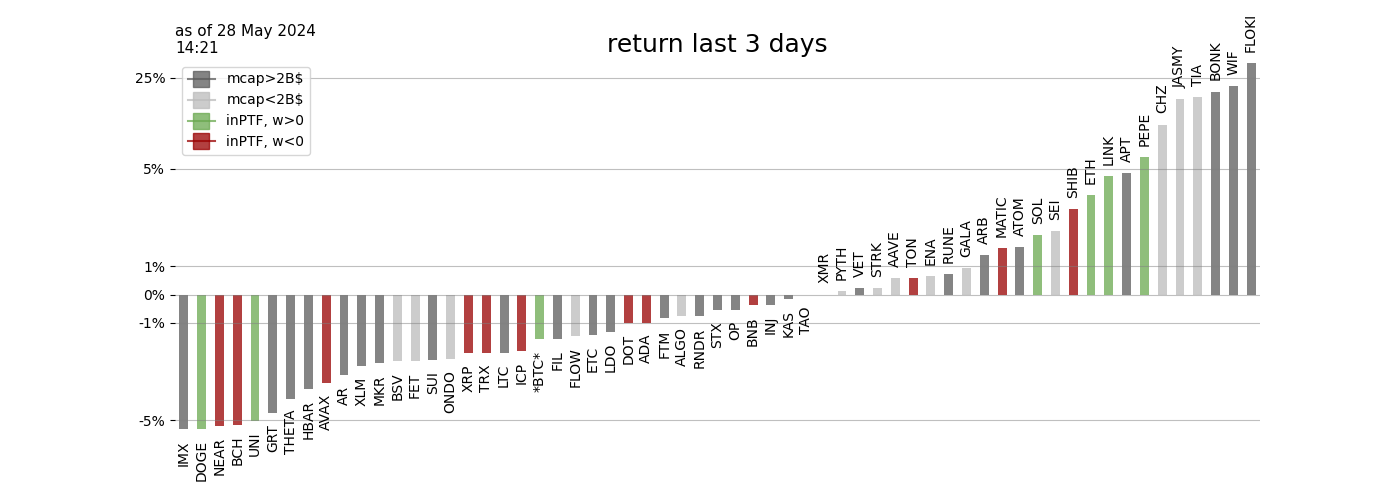 as of 28 May 2024
14:21
return last 3 days
mcap>2B$
mcap<2B$
inPTF, w>0
inPTF, w<0
25%
5%
1%
0%
-1%
-5%
IMX
DOGE
NEAR
BCH
UNI
GRT
THETA
HBAR
AVAX
AR
XLM
MKR
BSV
FET
SUI
ONDO
XRP
TRX
LTC
ICP
*BTC*
FIL
FLOW
ETC
LDO
DOT
ADA
FTM
ALGO
RNDR
STX
OP
BNB
INJ
KAS
TAO
XMR
PYTH
VET
STRK
AAVE
TON
ENA
RUNE
GALA
ARB
MATIC
ATOM
SOL
SEI
SHIB
ETH
LINK
APT
PEPE
CHZ
JASMY
TIA
BONK
WIF
FLOKI